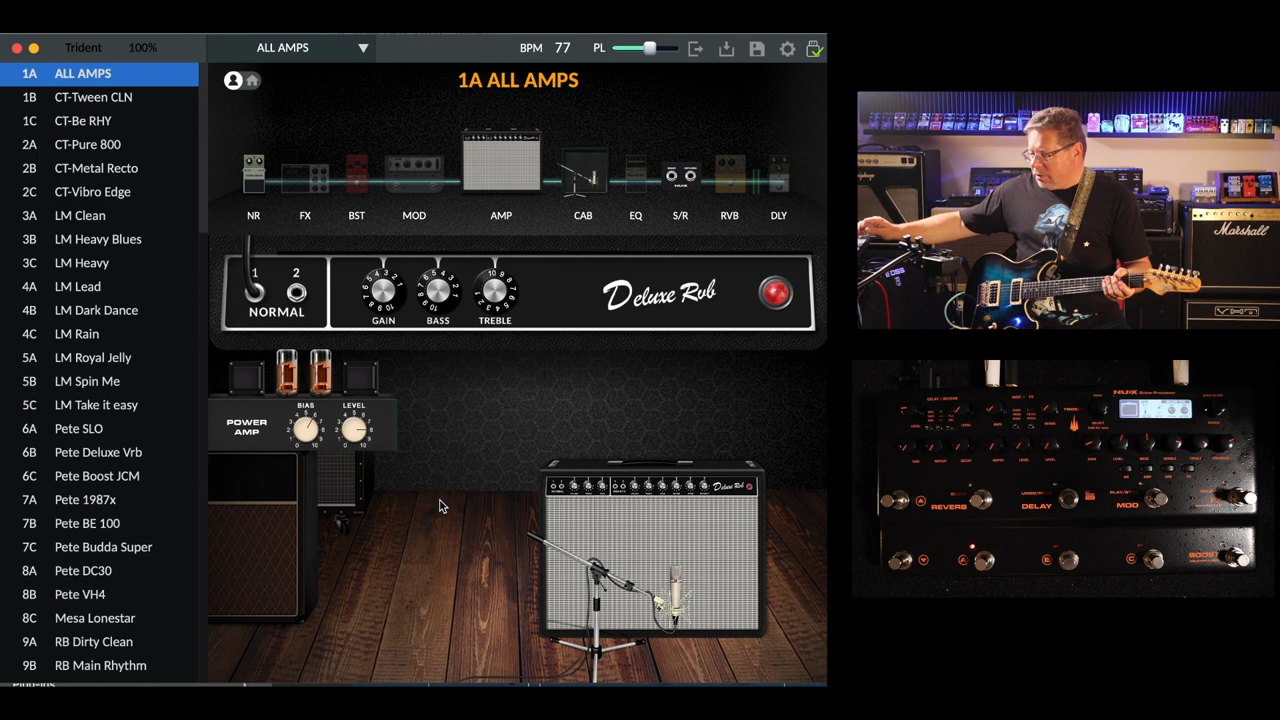 Trident 100% ALL AMPS BPM 77 PL
1A ALL AMPS
1B CT-Tween CLN
1C CT-Be RHY
2A CT-Pure 800
2B CT-Metal Recto
2C CT-Vibro Edge
3A LM Clean
3B LM Heavy Blues
3C LM Heavy
4A LM Lead
4B LM Dark Dance
4C LM Rain
5A LM Royal Jelly
5B LM Spin Me
5C LM Take it easy
6A Pete SLO
6B Pete Deluxe Vrb
6C Pete Boost JCM
7A Pete 1987x
7B Pete BE 100
7C Pete Budda Super
8A Pete DC30
8B Pete VH4
8C Mesa Lonestar
9A RB Dirty Clean
9B RB Main Rhythm
1A ALL AMPS
NR FX BST MOD AMP CAB EQ S/R RVB DLY
1 2
NORMAL
GAIN BASS TREBLE
Deluxe Rvb
POWER AMP
BIAS LEVEL
Deluxe Rvb
Marshall
VHT
NUX
REVERB DELAY MOD
BOOST